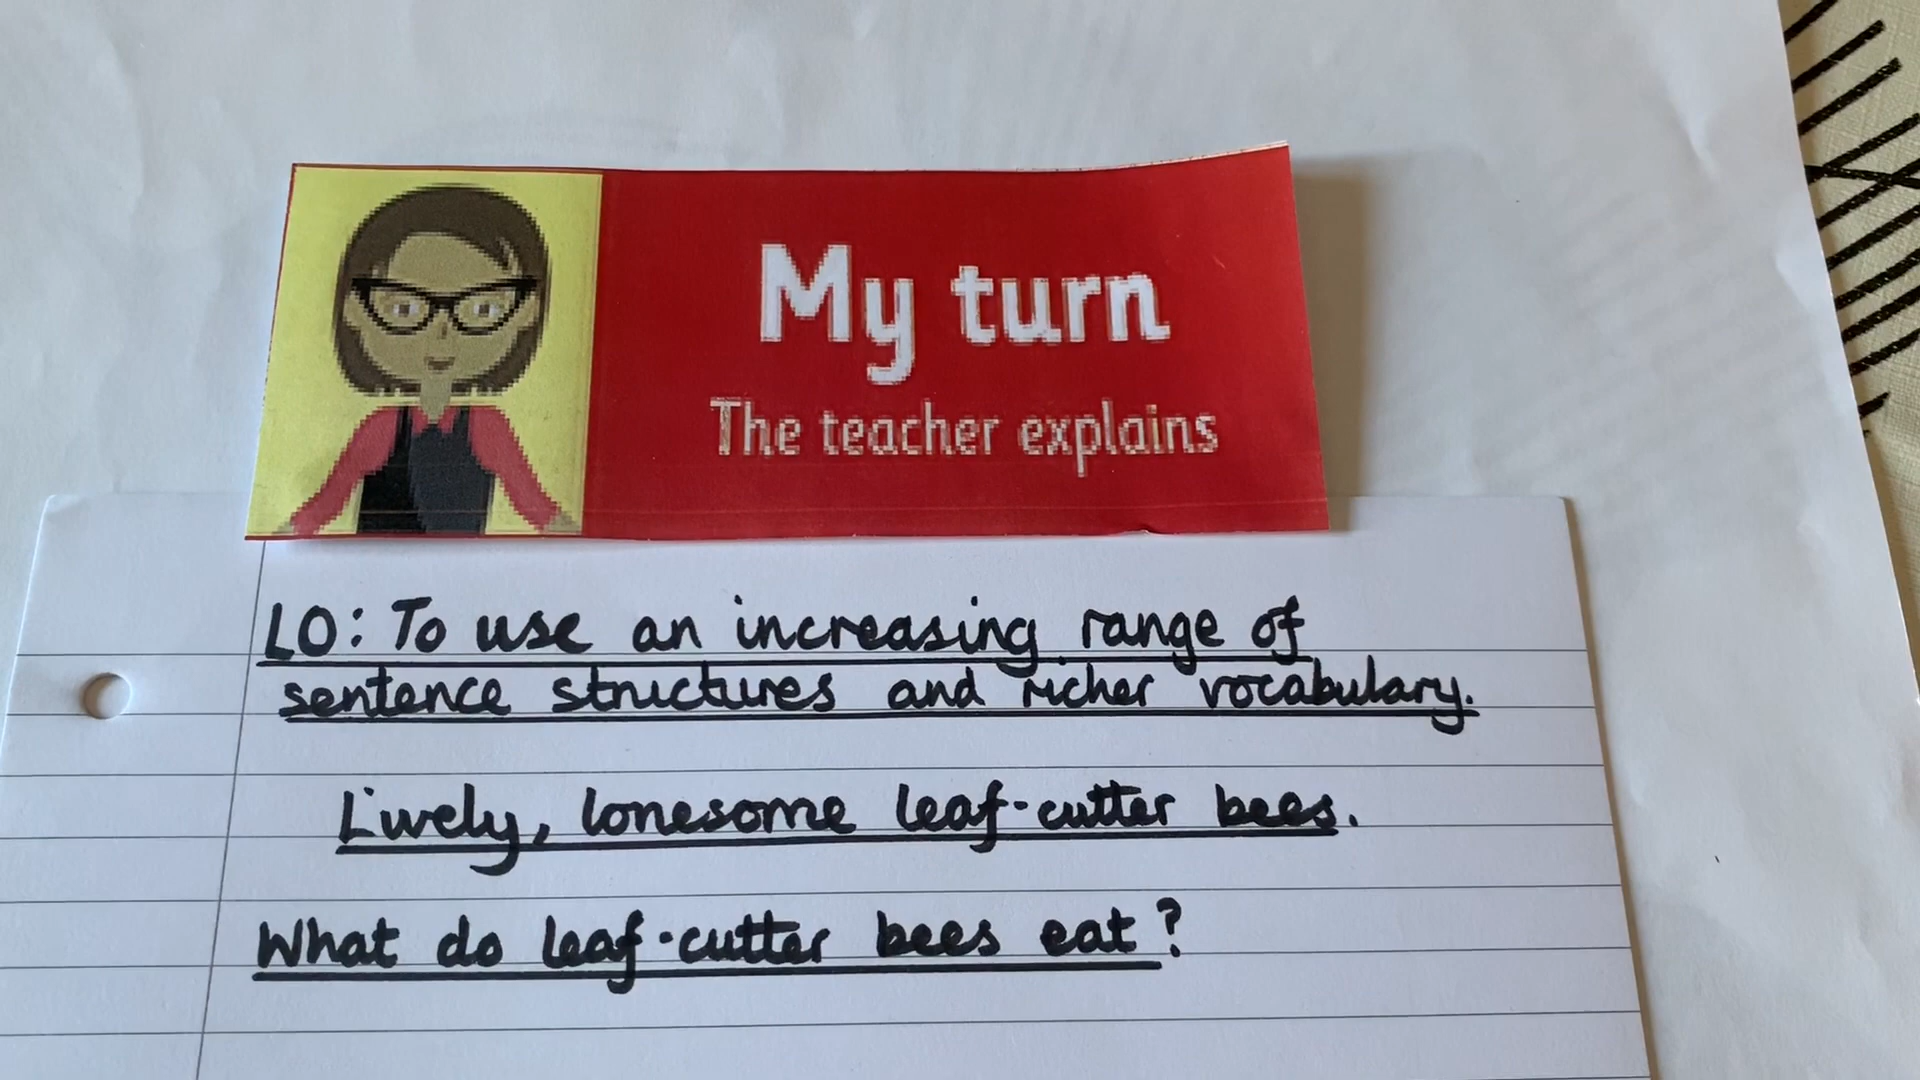 My turn
The teacher explains
LO: To use an increasing range of
sentence structures and richer vocabulary.
Lively, lonesome leaf-cutter bees.
What do leaf-cutter bees eat?